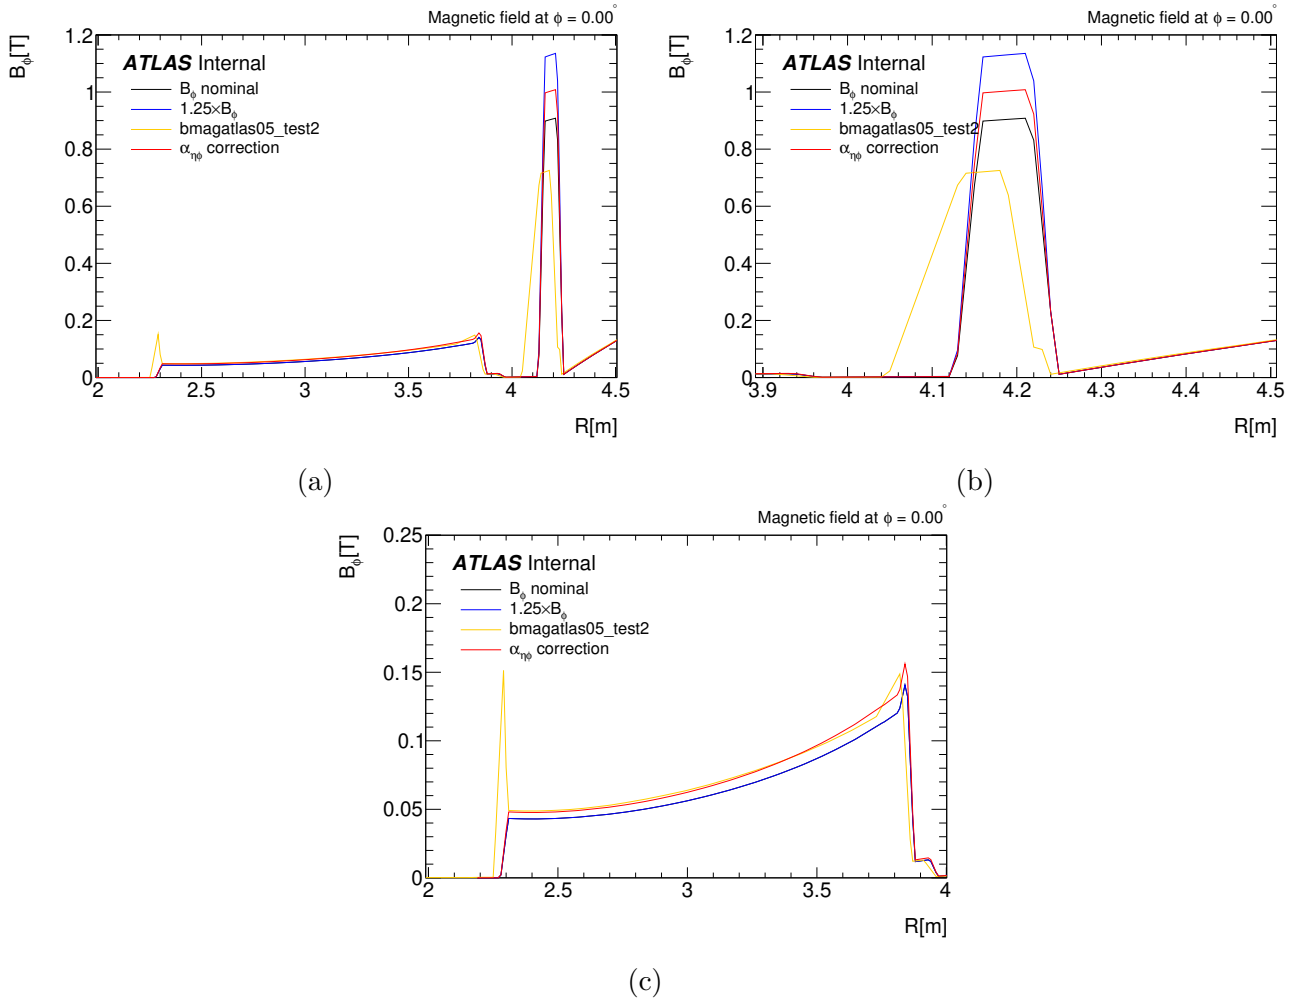 Magnetic field at ϕ = 0.00°
B_ϕ[T]
ATLAS Internal
B_ϕ nominal
1.25×B_ϕ
bmagatlas05_test2
α_ηϕ correction
1.2
1
0.8
0.6
0.4
0.2
0
2
2.5
3
3.5
4
4.5
R[m]
(a)
Magnetic field at ϕ = 0.00°
B_ϕ[T]
ATLAS Internal
B_ϕ nominal
1.25×B_ϕ
bmagatlas05_test2
α_ηϕ correction
1.2
1
0.8
0.6
0.4
0.2
0
3.9
4
4.1
4.2
4.3
4.4
4.5
R[m]
(b)
Magnetic field at ϕ = 0.00°
B_ϕ[T]
ATLAS Internal
B_ϕ nominal
1.25×B_ϕ
bmagatlas05_test2
α_ηϕ correction
0.25
0.2
0.15
0.1
0.05
0
2
2.5
3
3.5
4
R[m]
(c)